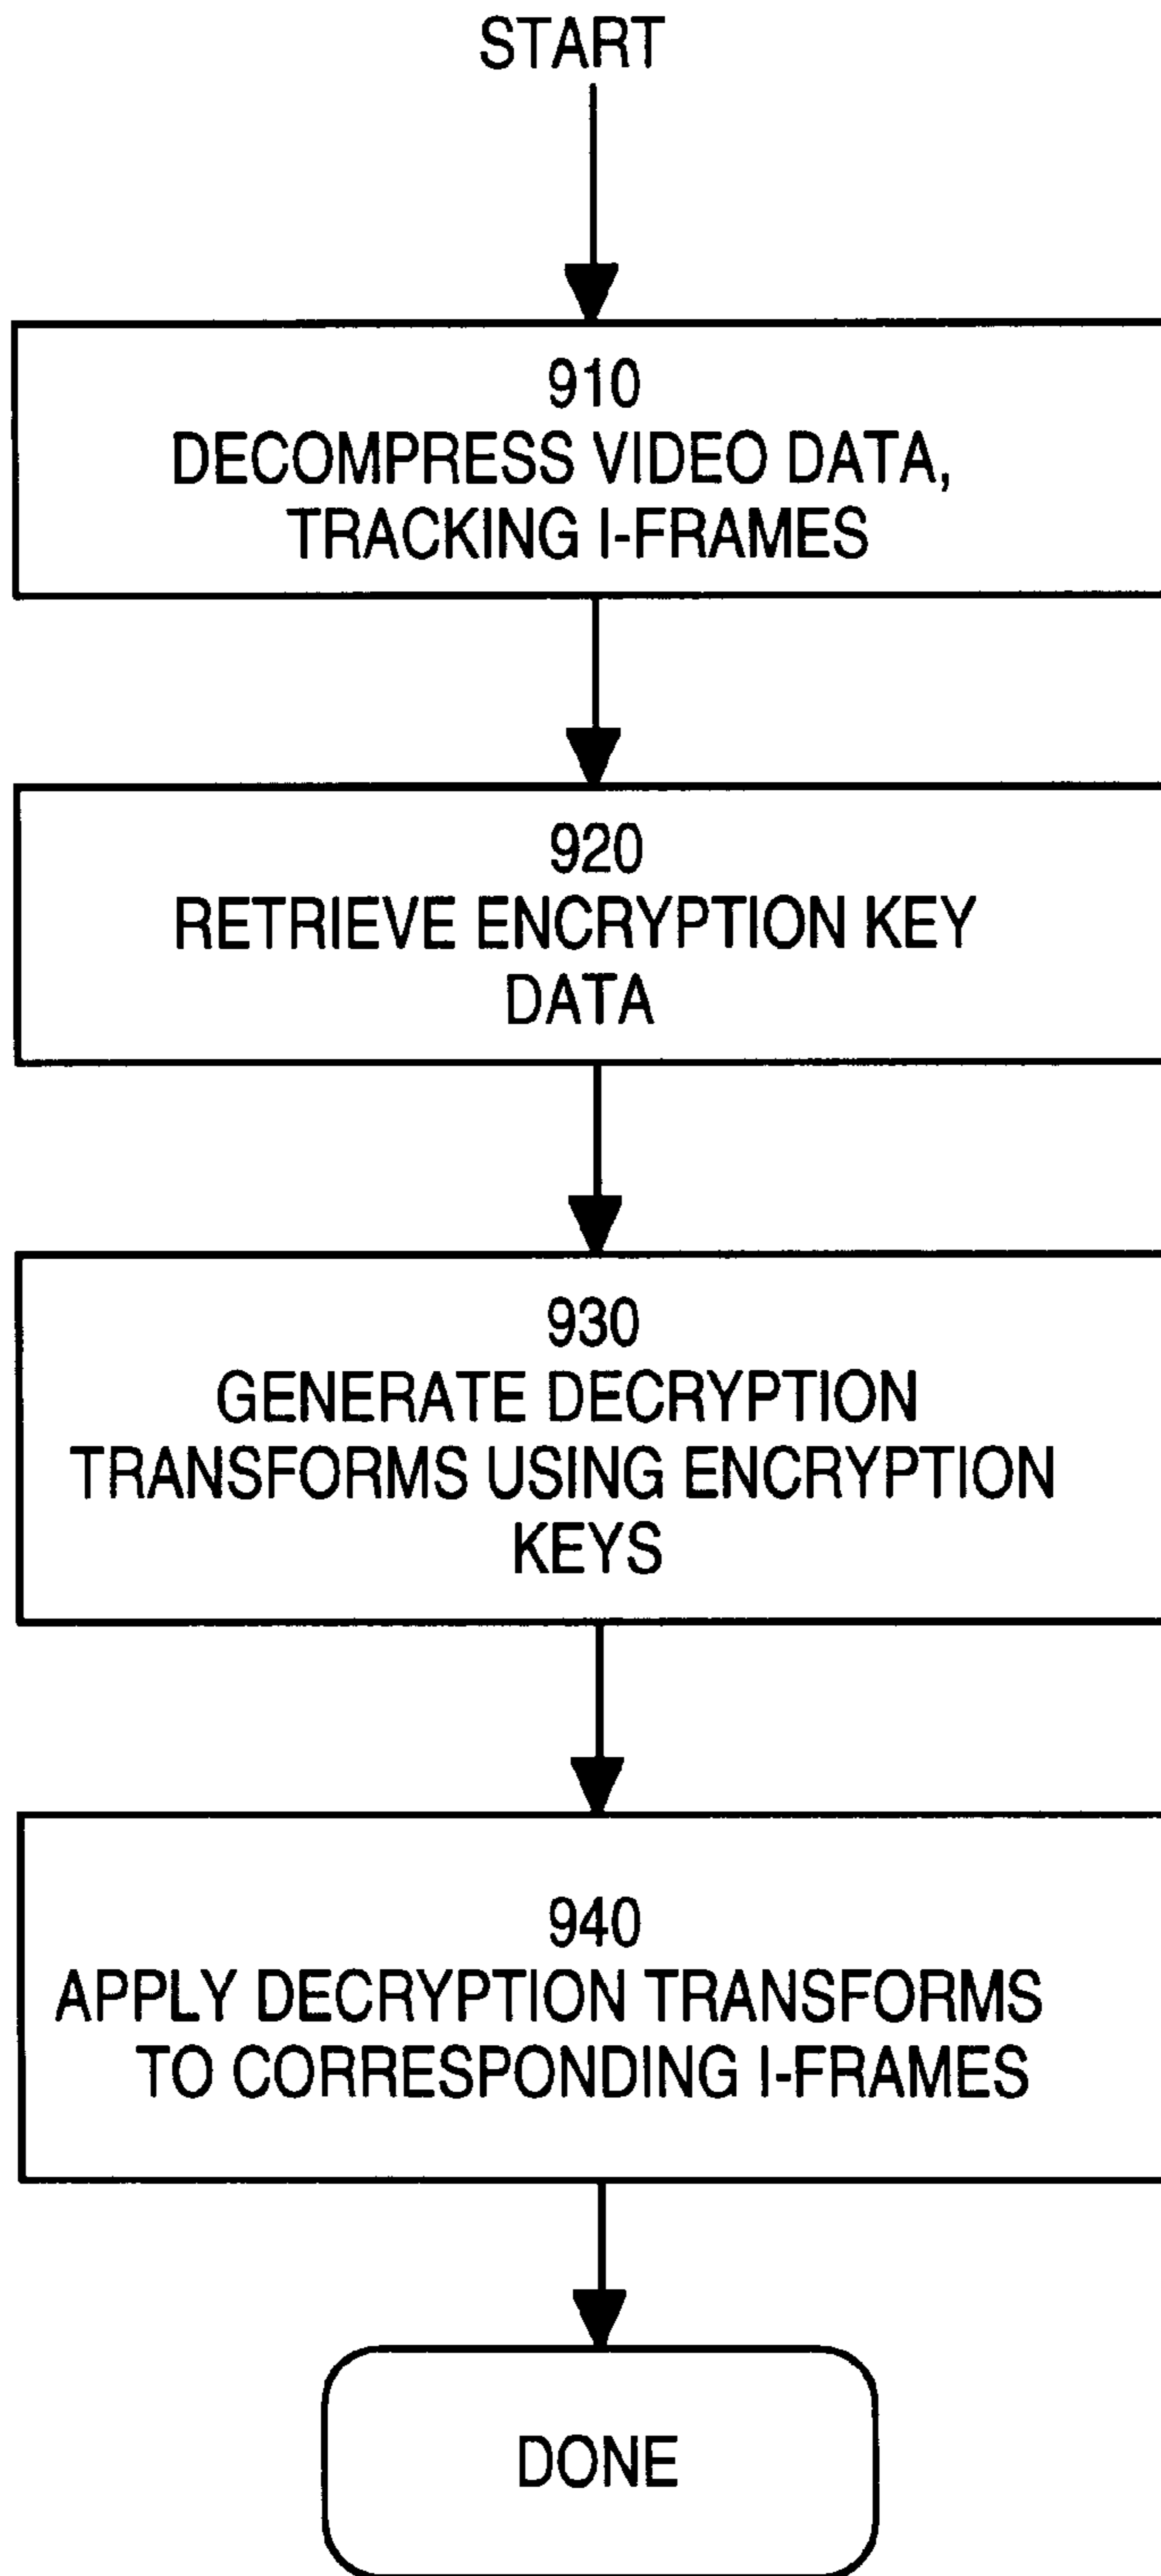 START
910
DECOMPRESS VIDEO DATA,
TRACKING I-FRAMES
920
RETRIEVE ENCRYPTION KEY
DATA
930
GENERATE DECRYPTION
TRANSFORMS USING ENCRYPTION
KEYS
940
APPLY DECRYPTION TRANSFORMS
TO CORRESPONDING I-FRAMES
DONE